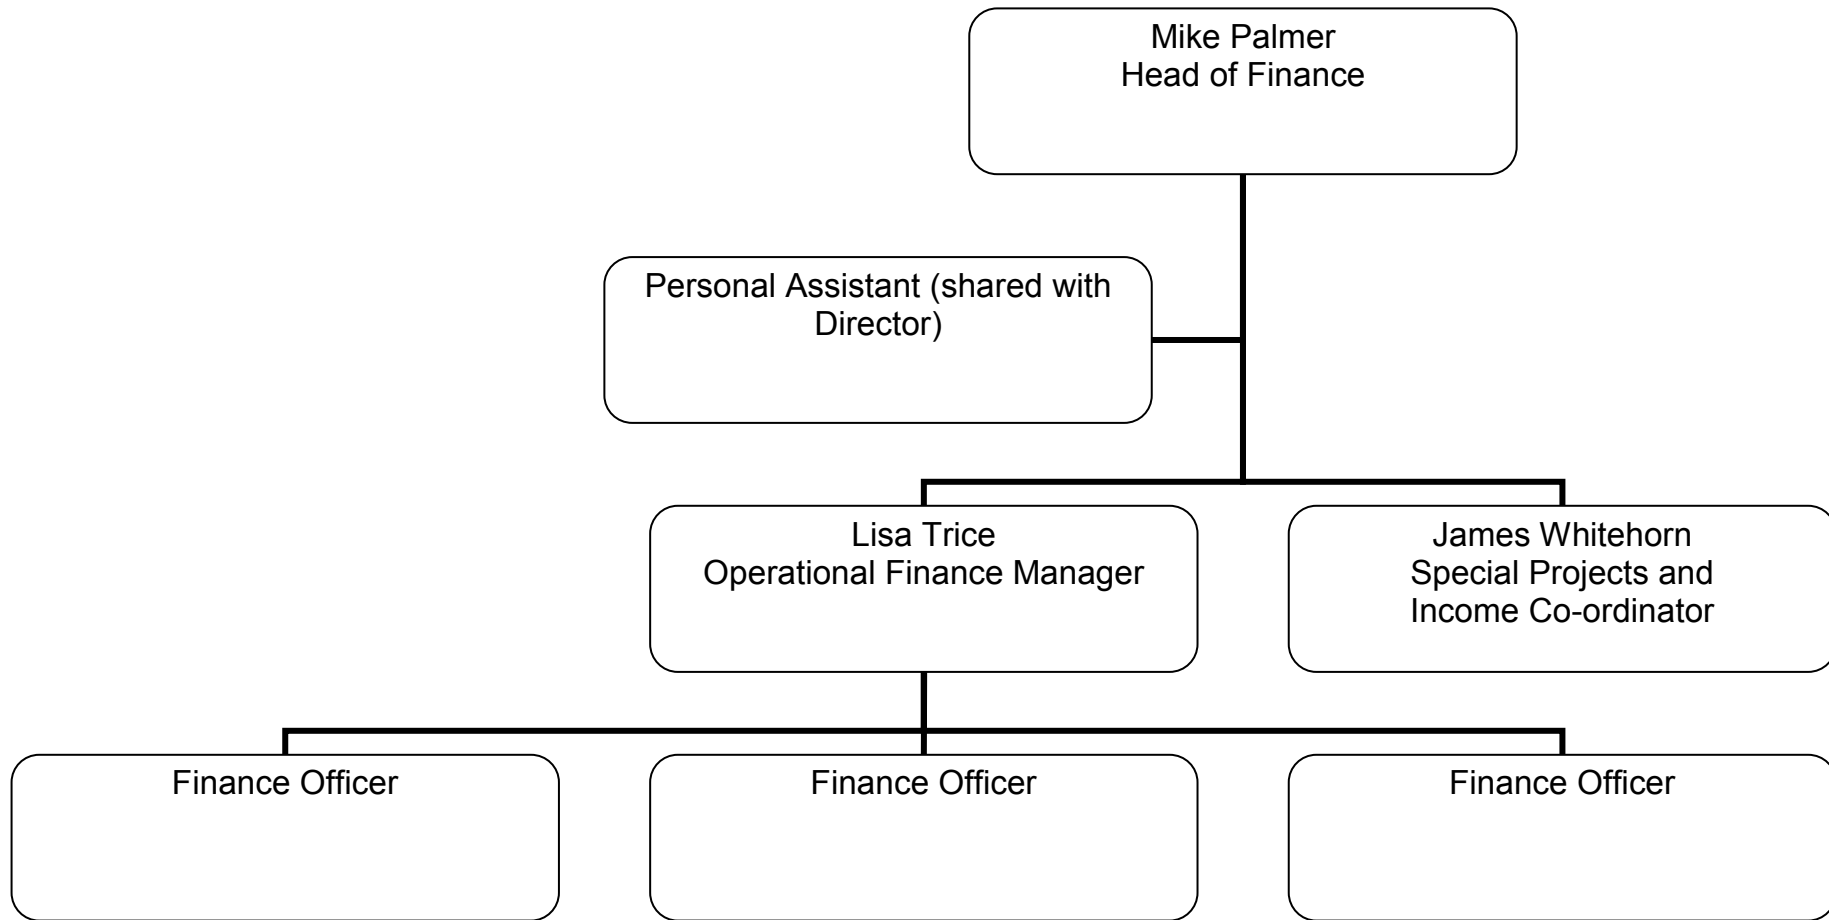 Mike Palmer
Head of Finance
Personal Assistant (shared with
Director)
Lisa Trice
Operational Finance Manager
James Whitehorn
Special Projects and
Income Co-ordinator
Finance Officer
Finance Officer
Finance Officer